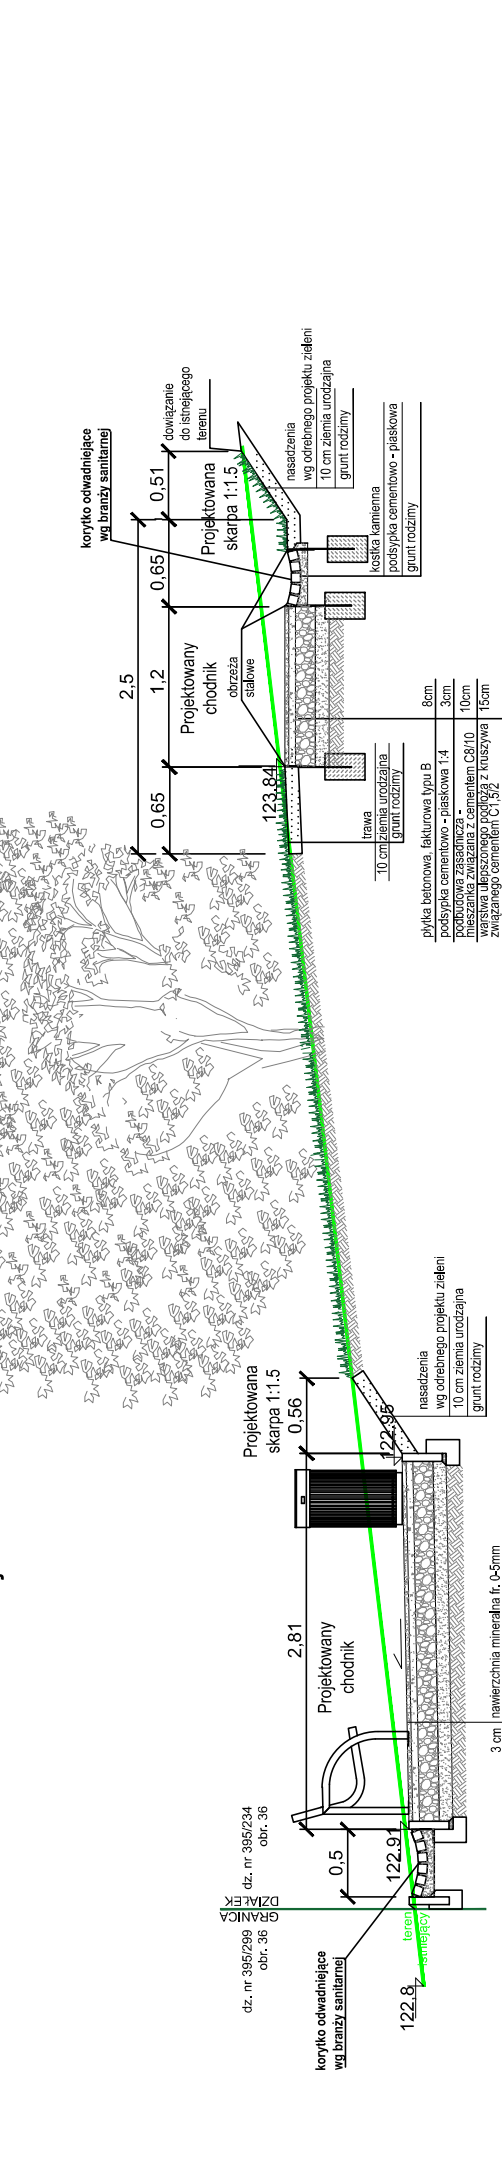 korytko odwadniające
wg branży sanitarnej
dz. nr 395/299
obr. 36
GRANICA
DZIAŁEK
dz. nr 395/234
obr. 36
122,8
teren
istniejący
0,5
122.91
2,81
Projektowany
chodnik
3 cm
nawierzchnia mineralna fr. 0-5mm
Projektowana
skarpa 1:1.5
0,56
122.95
nasadzenia
wg odrebnego projektu zieleni
10 cm ziemia urodzajna
grunt rodzimy
2,5
0,65
1,2
0,65
0,51
123.84
trawa
10 cm ziemia urodzajna
grunt rodzimy
Projektowany
chodnik
obrzeża
stalowe
płytka betonowa, fakturowa typu B
8cm
podsypka cementowo - piaskowa 1:4
3cm
podbudowa zasadnicza -
mieszanka związana z cementem C8/10
10cm
warstwa ulepszonego podłoża z kruszywa
związanego cementem C1,5/2
15cm
korytko odwadniające
wg branży sanitarnej
Projektowana
skarpa 1:1.5
dowiązanie
do istnejącego
terenu
nasadzenia
wg odrebnego projektu zieleni
10 cm ziemia urodzajna
grunt rodzimy
kostka kamienna
podsypka cementowo - piaskowa
grunt rodzimy